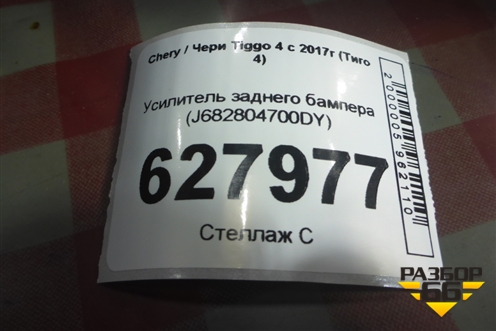 Chery / Чери Tiggo 4 с 2017г (Тиго
4)
Усилитель заднего бампера
(J682804700DY)
627977
Стеллаж С
2000005962110
РАЗБОР
66